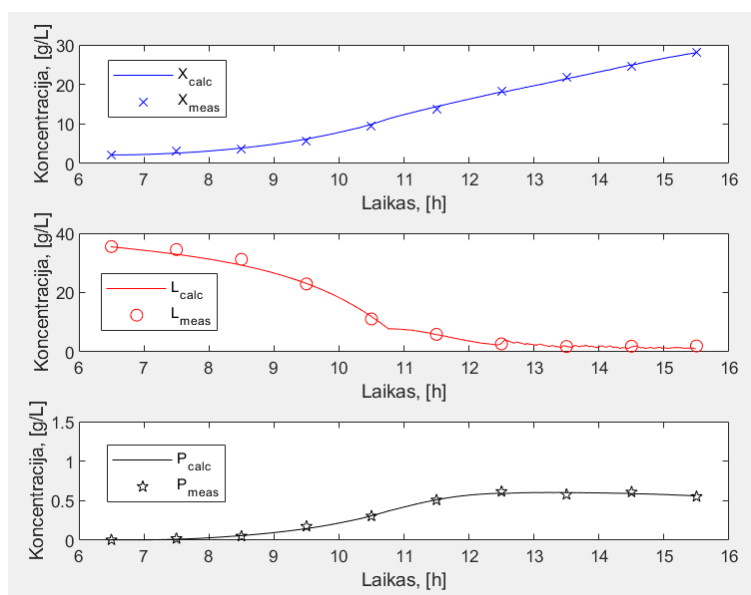 Koncentracija, [g/L]
30
20
10
0
X_calc
X_meas
6 7 8 9 10 11 12 13 14 15 16
Laikas, [h]
Koncentracija, [g/L]
40
20
0
L_calc
L_meas
6 7 8 9 10 11 12 13 14 15 16
Laikas, [h]
Koncentracija, [g/L]
1.5
1
0.5
0
P_calc
P_meas
6 7 8 9 10 11 12 13 14 15 16
Laikas, [h]